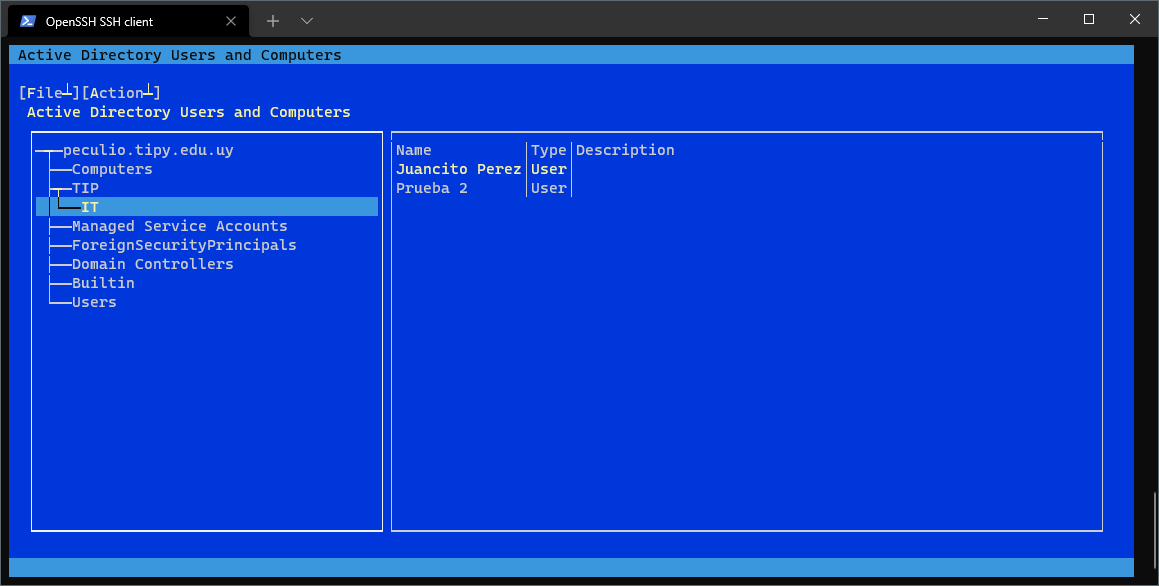 OpenSSH SSH client
Active Directory Users and Computers
[File┴][Action┴]
Active Directory Users and Computers
peculio.tipy.edu.uy
Computers
TIP
IT
Managed Service Accounts
ForeignSecurityPrincipals
Domain Controllers
Builtin
Users
Name Type Description
Juancito Perez User
Prueba 2 User